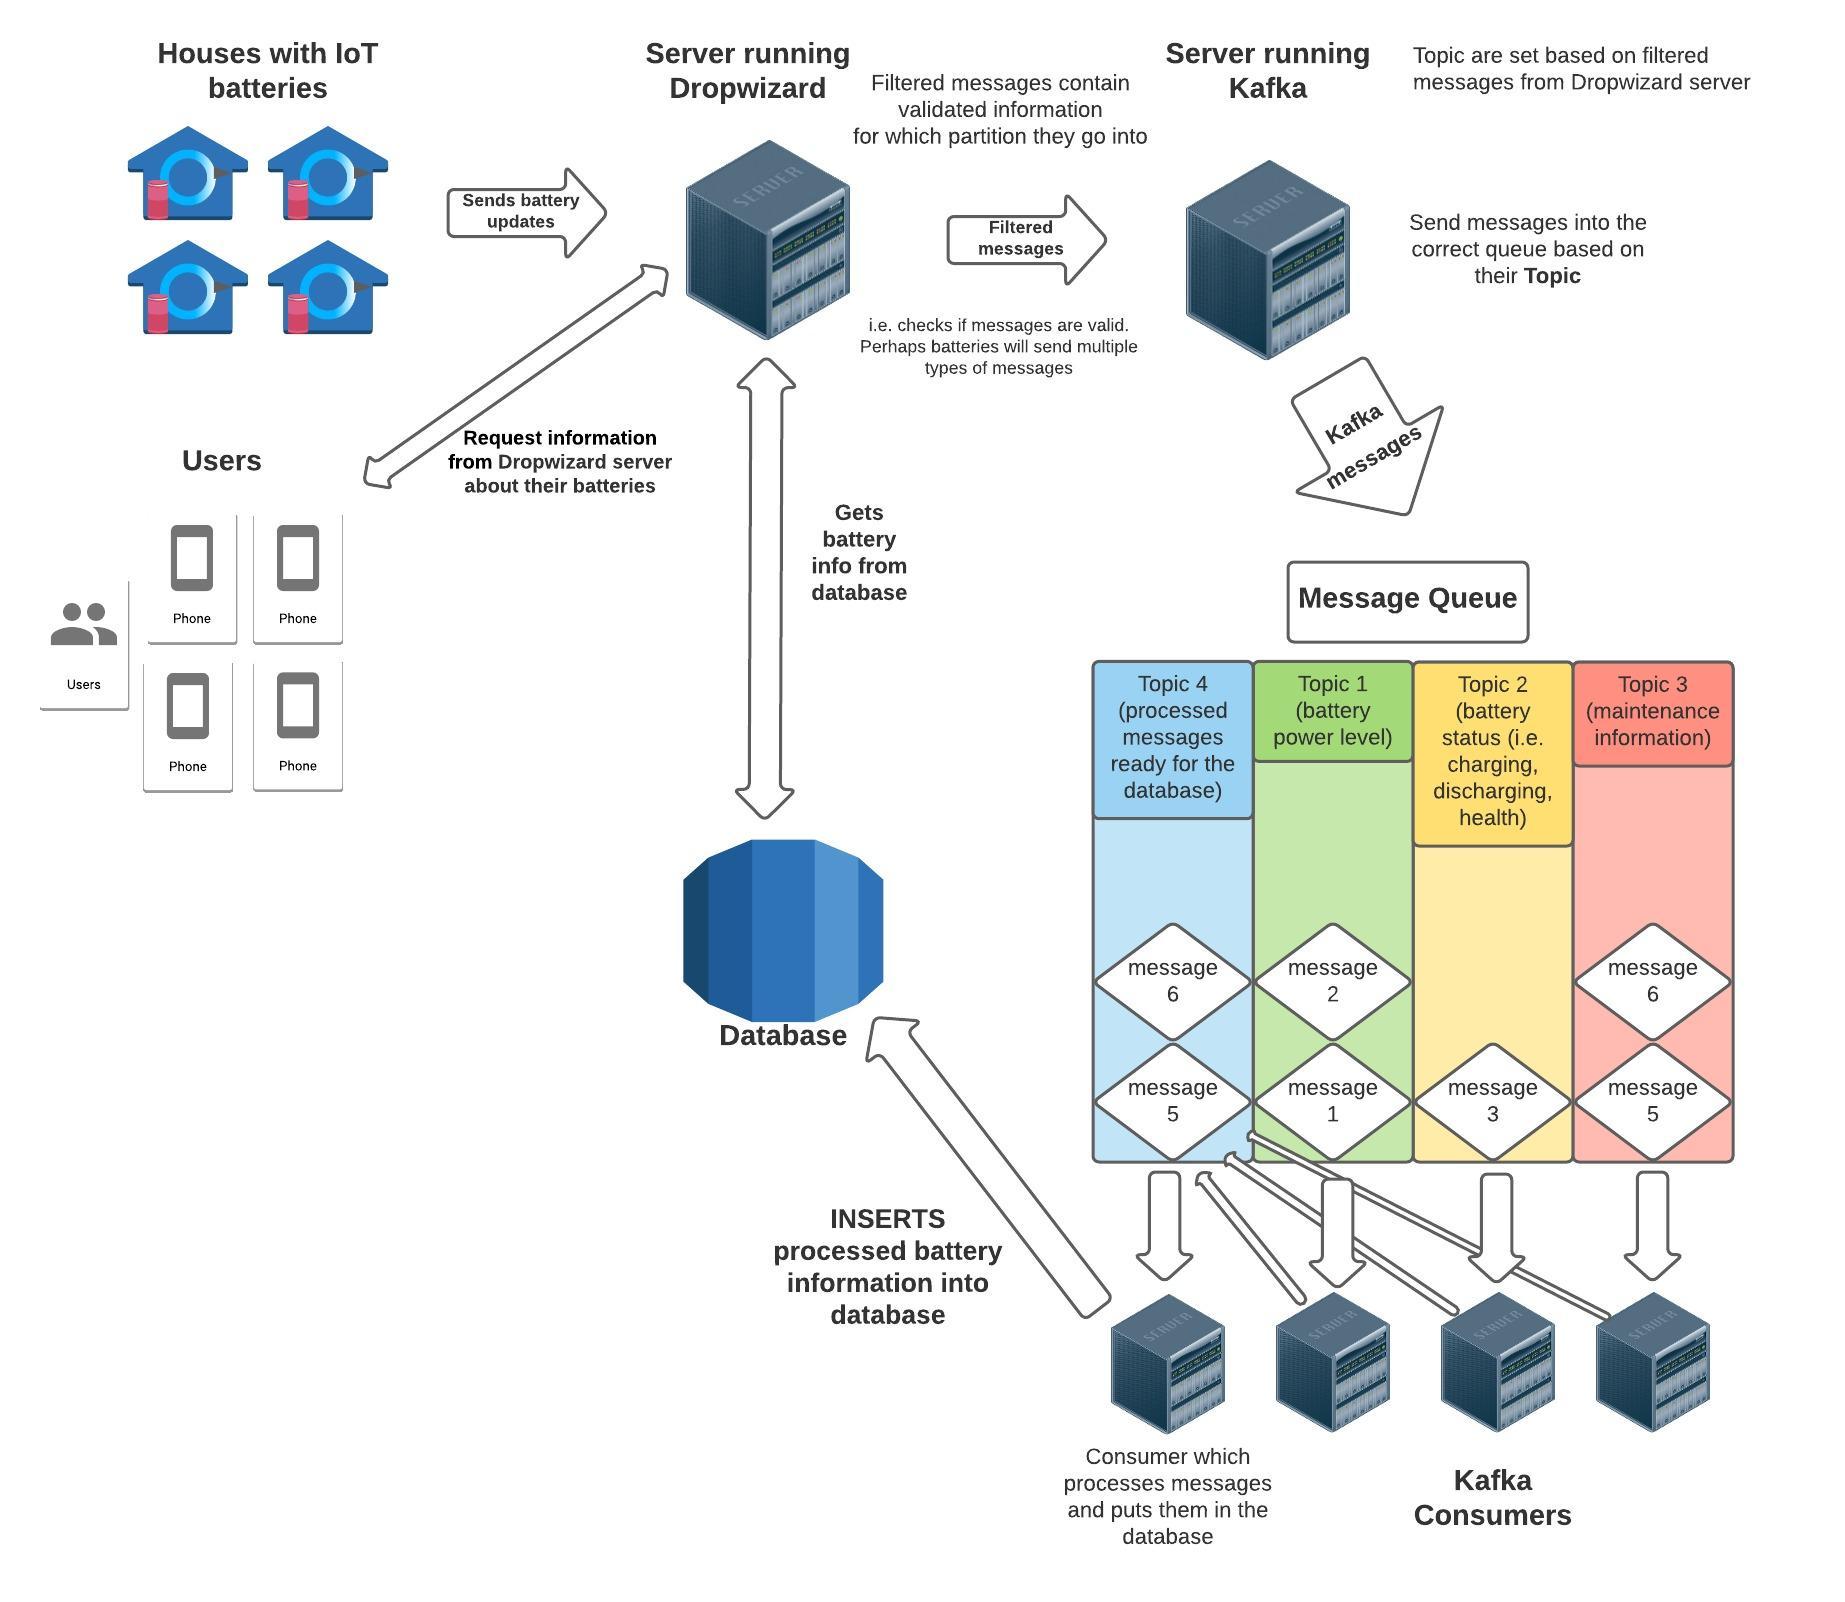 Houses with IoT
batteries
Server running
Dropwizard
Filtered messages contain
validated information
for which partition they go into
Server running
Kafka
Topic are set based on filtered
messages from Dropwizard server
SERVER
SERVER
Sends battery
updates
Filtered
messages
Send messages into the
correct queue based on
their Topic
i.e. checks if messages are valid.
Perhaps batteries will send multiple
types of messages
Kafka
messages
Request information
from Dropwizard server
about their batteries
Users
Phone
Phone
Users
Phone
Phone
Gets
battery
info from
database
Message Queue
Topic 4
(processed
messages
ready for the
database)
Topic 1
(battery
power level)
Topic 2
(battery
status (i.e.
charging,
discharging,
health)
Topic 3
(maintenance
information)
message
6
message
2
message
6
message
5
message
1
message
3
message
5
Database
INSERTS
processed battery
information into
database
SERVER
SERVER
SERVER
SERVER
Consumer which
processes messages
and puts them in the
database
Kafka
Consumers